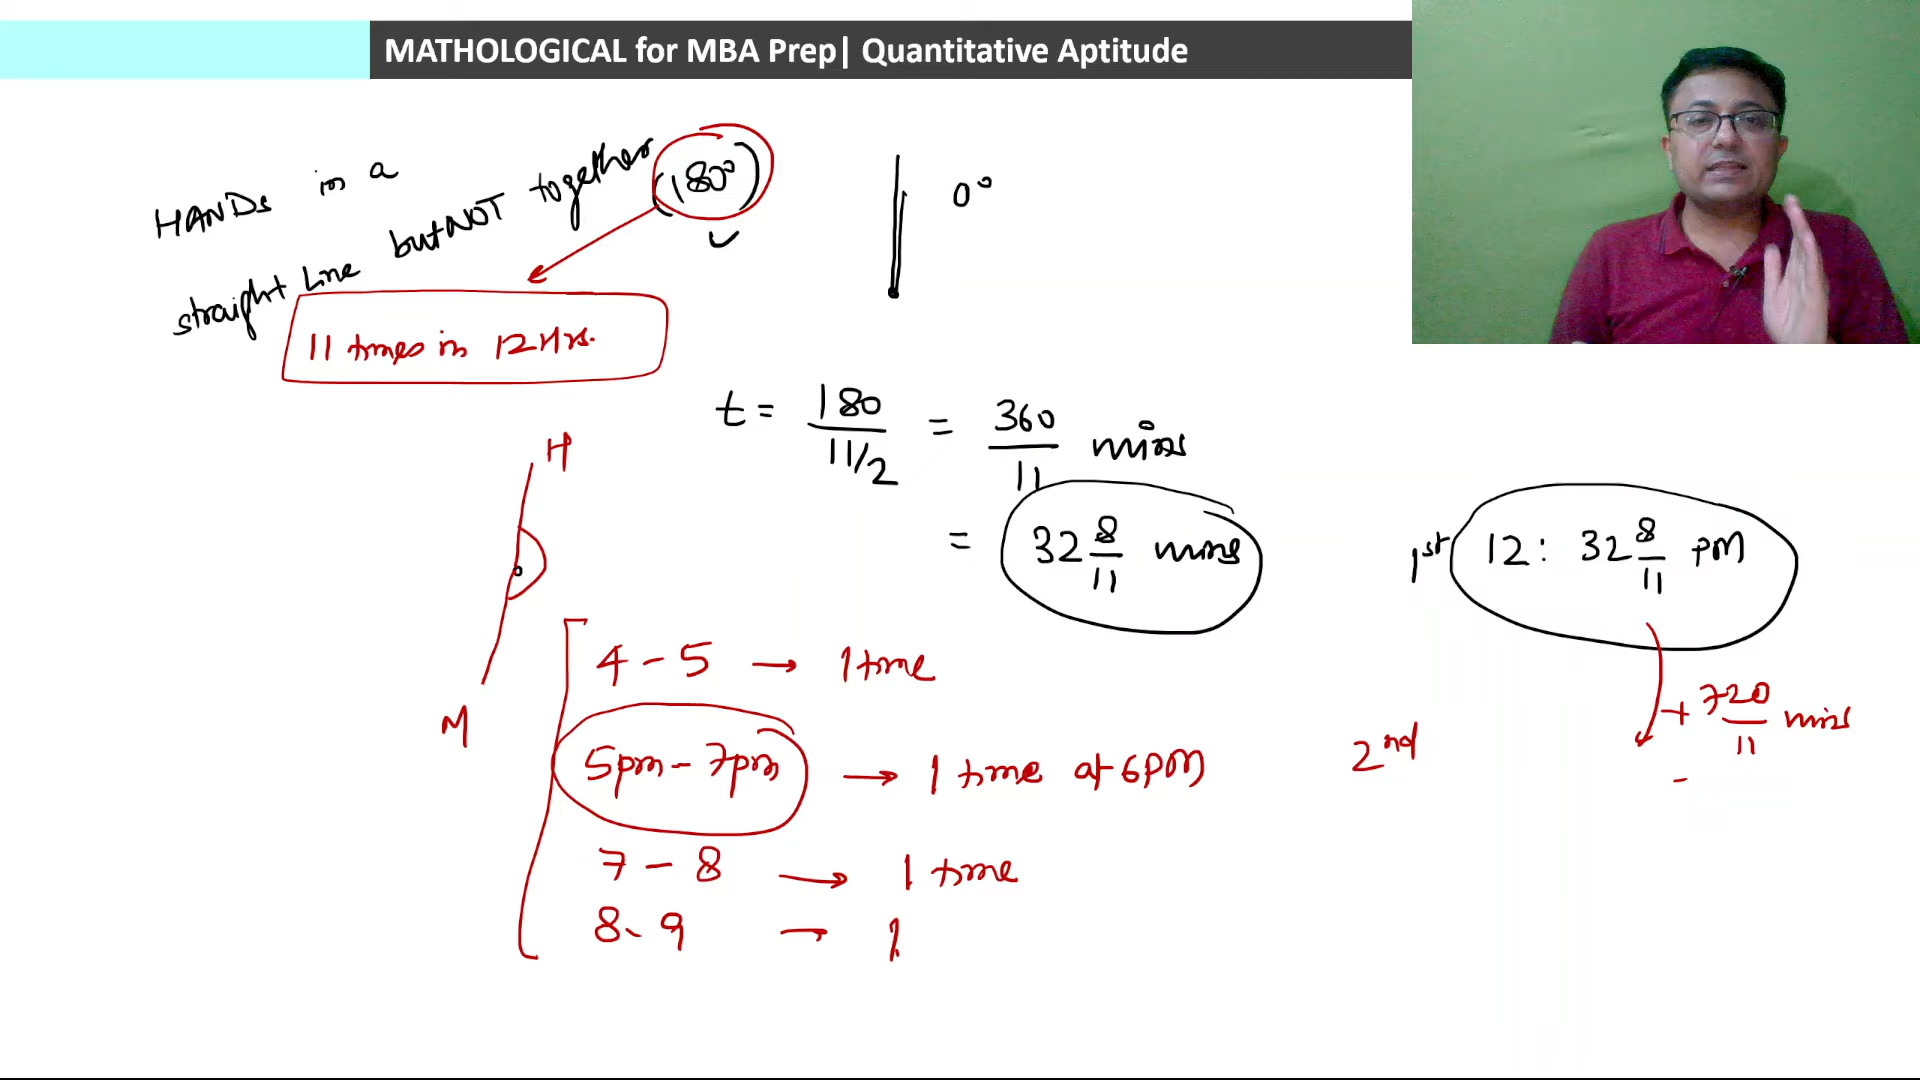 MATHOLOGICAL for MBA Prep| Quantitative Aptitude
HANDs in a
straight Line but NOT together (180°)
0°
11 times in 12 Hrs.
t = 180 / 11/2 = 360 / 11 mins
= 32 8/11 mins
1st 12: 32 8/11 PM
H
M
4 - 5 → 1 time
+ 720/11 mins
5pm - 7pm → 1 time at 6PM
2nd
-
7 - 8 → 1 time
8 - 9 → 1